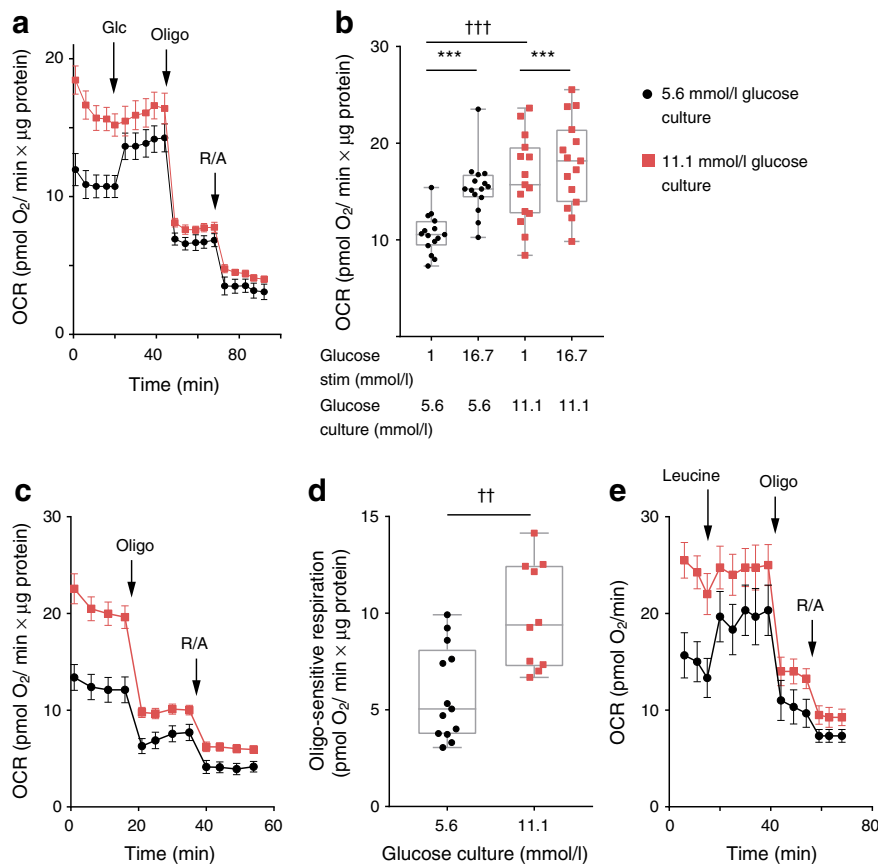 a
Glc
Oligo
R/A
20
10
0
OCR (pmol O₂/ min × μg protein)
0
40
80
Time (min)
b
†††
***
***
30
20
10
0
OCR (pmol O₂/ min × μg protein)
Glucose
stim (mmol/l)
1
16.7
1
16.7
Glucose
culture (mmol/l)
5.6
5.6
11.1
11.1
5.6 mmol/l glucose
culture
11.1 mmol/l glucose
culture
c
Oligo
R/A
30
20
10
0
OCR (pmol O₂/ min × μg protein)
0
20
40
60
Time (min)
d
††
15
10
5
0
Oligo-sensitive respiration
(pmol O₂/ min × μg protein)
5.6
11.1
Glucose culture (mmol/l)
e
Leucine
Oligo
R/A
30
20
10
0
OCR (pmol O₂/min)
0
40
80
Time (min)